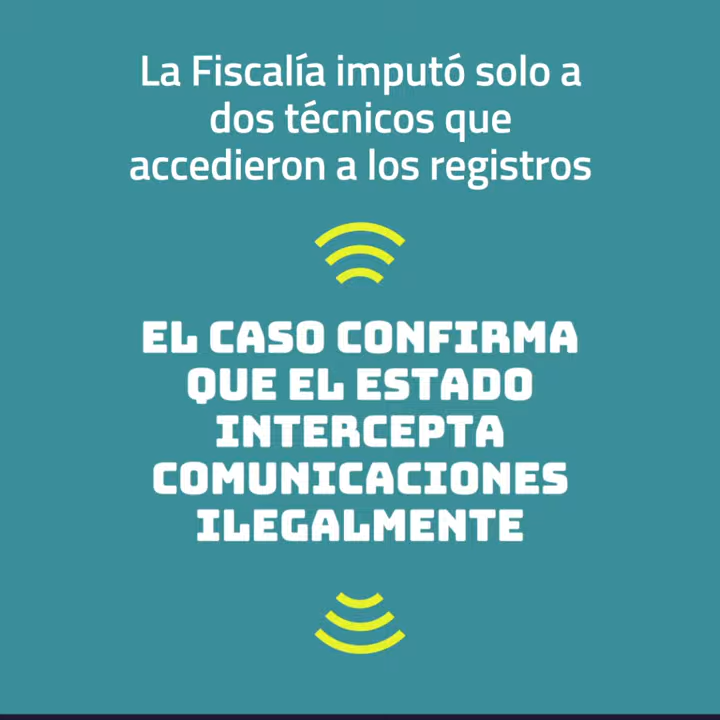 La Fiscalía imputó solo a
dos técnicos que
accedieron a los registros
EL CASO CONFIRMA
QUE EL ESTADO
INTERCEPTA
COMUNICACIONES
ILEGALMENTE